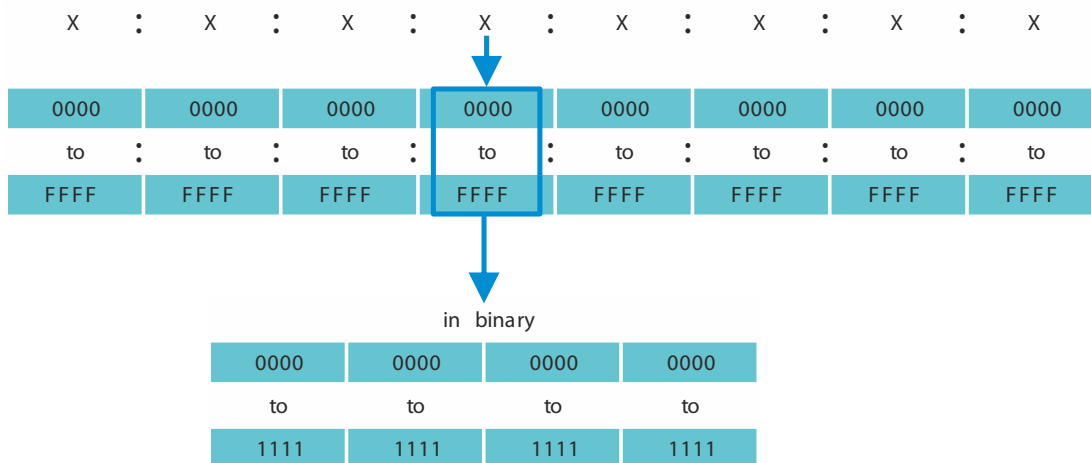 X : X : X : X : X : X : X : X
0000 0000 0000 0000 0000 0000 0000 0000
to : to : to : to : to : to : to : to
FFFF FFFF FFFF FFFF FFFF FFFF FFFF FFFF
in binary
0000 0000 0000 0000
to to to to
1111 1111 1111 1111